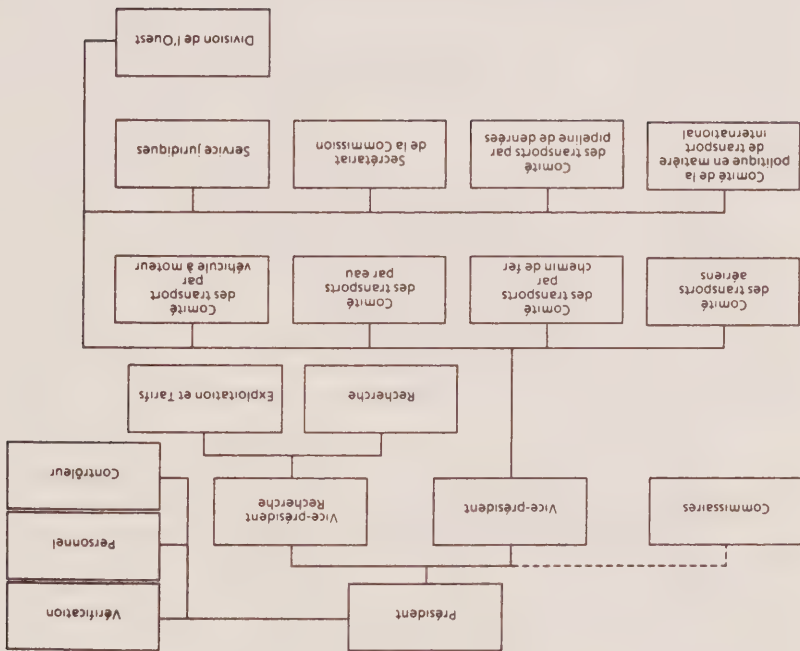 Président
Vérification
Personnel
Contrôleur
Commissaires
Vice-président
Vice-président
Recherche
Recherche
Exploitation et Tarifs
Comité
des transports
aériens
Comité
des transports
par
chemin de fer
Comité
des transports
par eau
Comité
des transport
par
véhicule à moteur
Comité de la
politique en matière
de transport
international
Comité
des transports par
pipeline de denrées
Secrétariat
de la Commission
Service juridiques
Division de l'Ouest